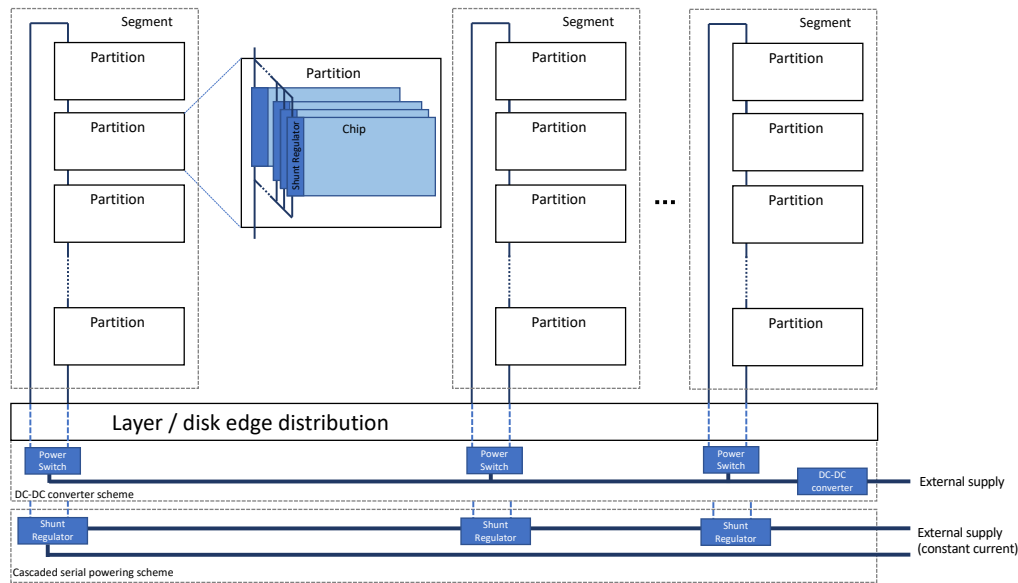 Segment
Partition
Partition
Partition
Partition
Partition
Chip
Shunt Regulator
Segment
Partition
Partition
Partition
Partition
...
Segment
Partition
Partition
Partition
Partition
Layer / disk edge distribution
Power
Switch
Power
Switch
Power
Switch
DC-DC
converter
External supply
DC-DC converter scheme
Shunt
Regulator
Shunt
Regulator
Shunt
Regulator
External supply
(constant current)
Cascaded serial powering scheme